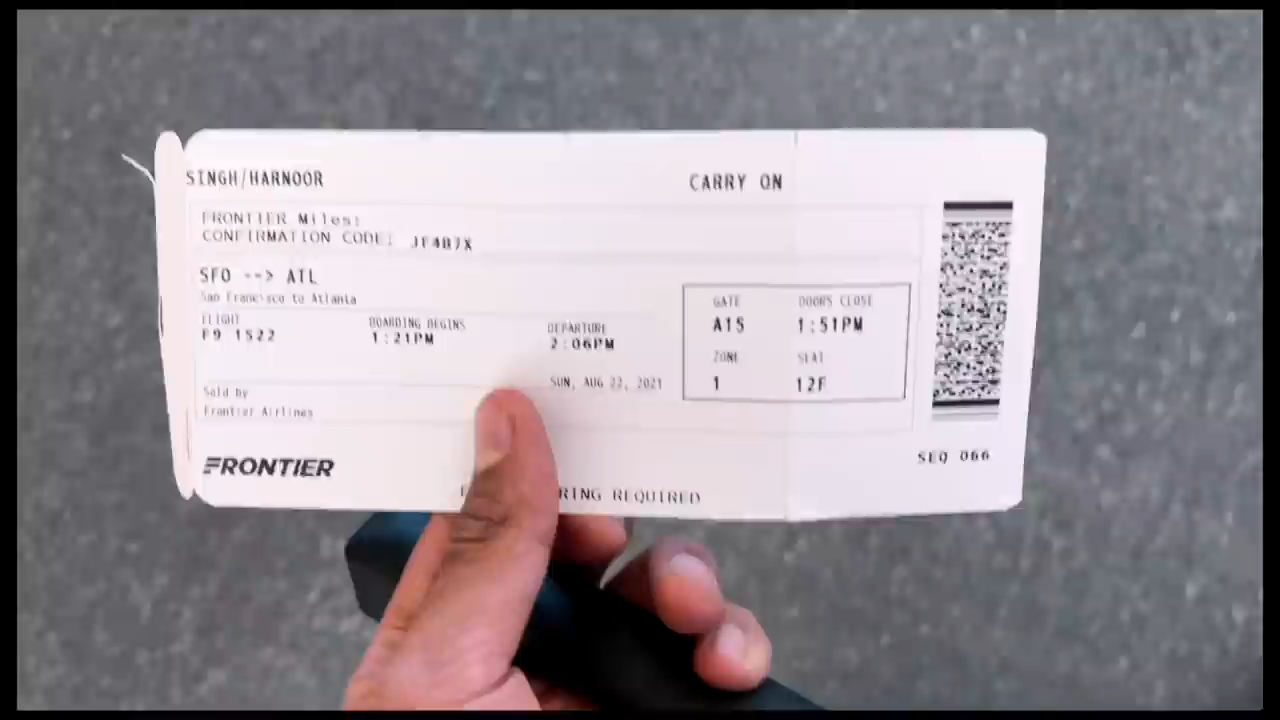 SINGH/HARNOOR
CARRY ON
FRONTIER Miles:
CONFIRMATION CODE: JF4B7X
SFO --> ATL
San Francisco to Atlanta
FLIGHT BOARDING BEGINS DEPARTURE
F9 1522 1:21PM 2:06PM
SUN, AUG 22, 2021
GATE DOORS CLOSE
A15 1:51PM
ZONE SEAT
1 12F
Sold by
Frontier Airlines
FRONTIER
RING REQUIRED
SEQ 066